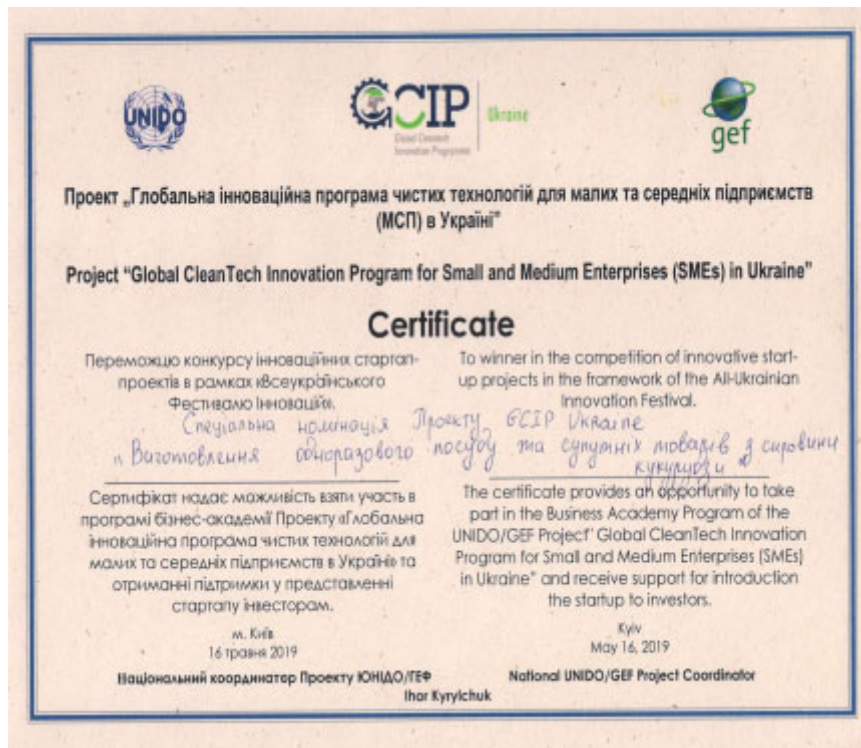 UNIDO
GCIP
Ukraine
Global Cleantech
Innovation Programme
gef
Проект „Глобальна інноваційна програма чистих технологій для малих та середніх підприємств
(МСП) в Україні”
Project “Global CleanTech Innovation Program for Small and Medium Enterprises (SMEs) in Ukraine”
Certificate
Переможцю конкурсу інноваційних стартап-
проектів в рамках «Всеукраїнського
Фестивалю Інновацій».
To winner in the competition of innovative start-
up projects in the framework of the All-Ukrainian
Innovation Festival.
Спеціальна номінація Проекту GCIP Ukraine
„Виготовлення одноразового посуду та супутніх товарів з сировини
кукурудзи”
Сертифікат надає можливість взяти участь в
програмі бізнес-академії Проекту «Глобальна
інноваційна програма чистих технологій для
малих та середніх підприємств в Україні» та
отриманні підтримки у представленні
стартапу інвесторам.
The certificate provides an opportunity to take
part in the Business Academy Program of the
UNIDO/GEF Project" Global CleanTech Innovation
Program for Small and Medium Enterprises (SMEs)
in Ukraine" and receive support for introduction
the startup to investors.
м. Київ
16 травня 2019
Kyiv
May 16, 2019
Національний координатор Проекту ЮНІДО/ГЕФ
National UNIDO/GEF Project Coordinator
Ihor Kyrylchuk